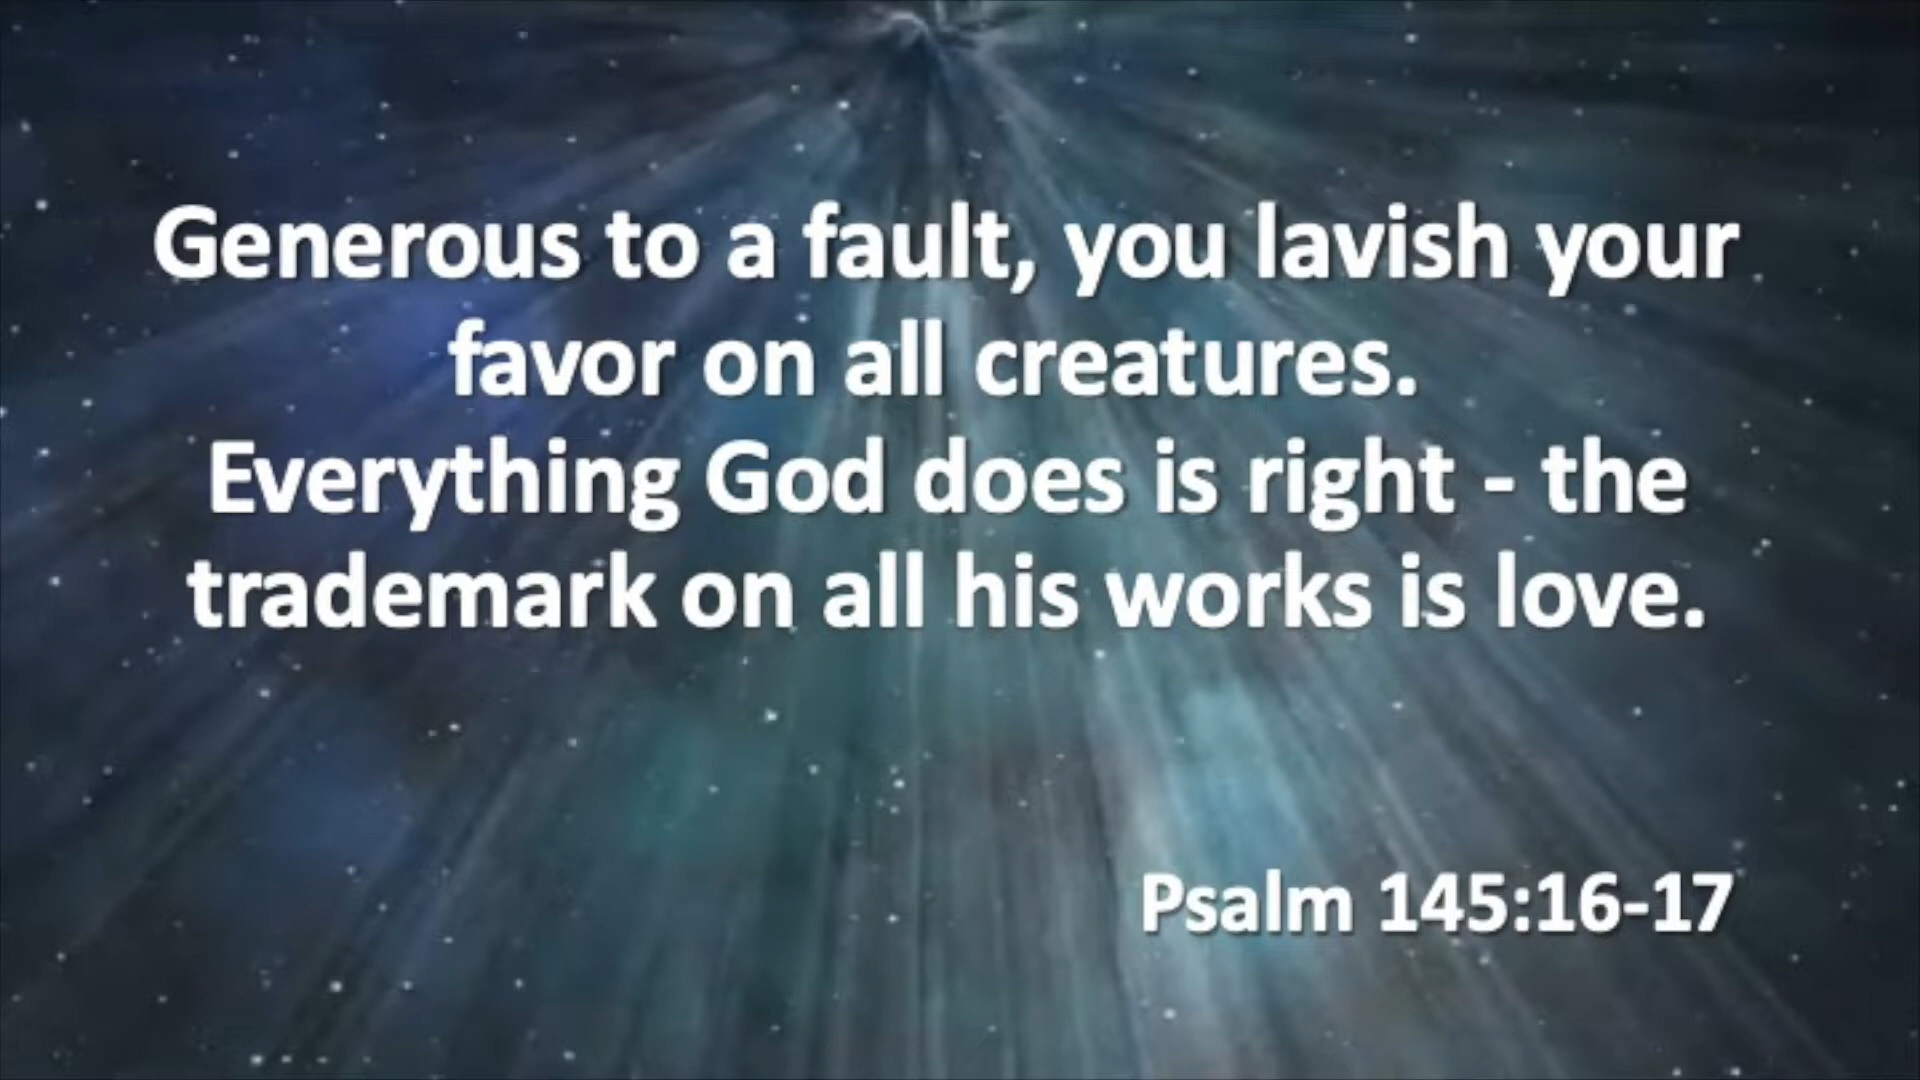 Generous to a fault, you lavish your
favor on all creatures.
Everything God does is right - the
trademark on all his works is love.
Psalm 145:16-17